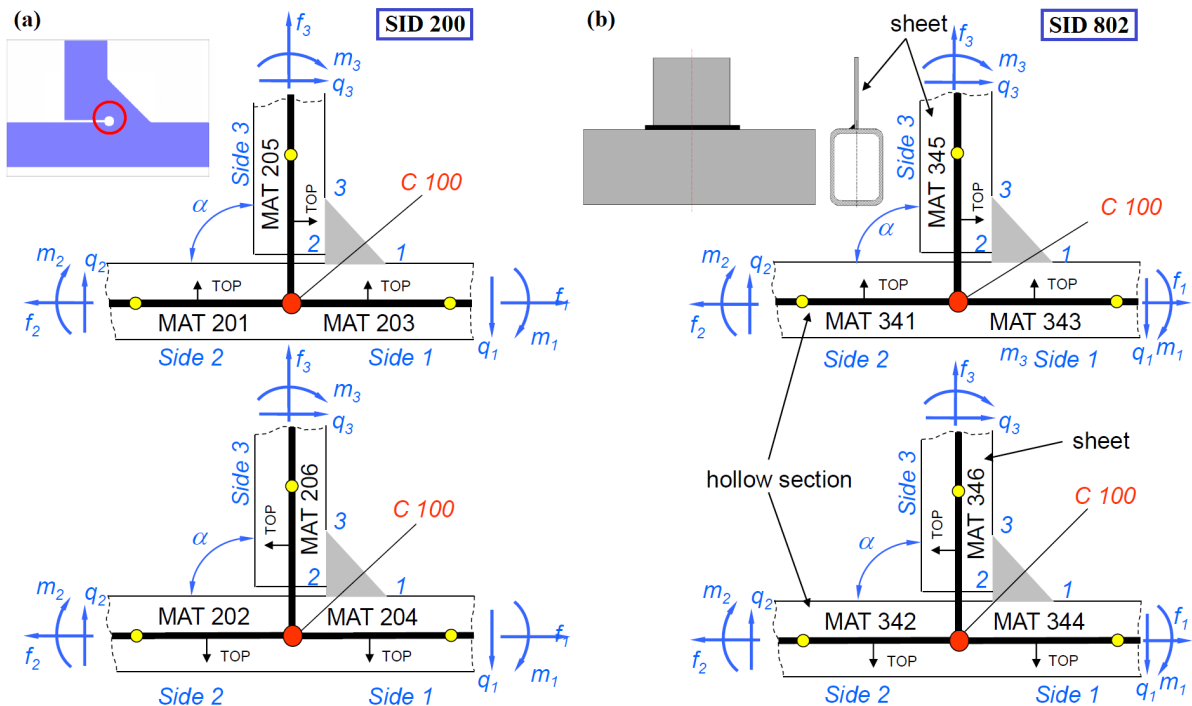 (a)
SID 200
f3
m3
q3
Side 3
MAT 205
TOP
3
C 100
α
2
1
m2
q2
TOP
TOP
f1
f2
MAT 201
MAT 203
q1
m1
Side 2
Side 1
f3
m3
q3
Side 3
MAT 206
TOP
3
C 100
α
2
1
m2
q2
MAT 202
MAT 204
f1
f2
TOP
TOP
q1
m1
Side 2
Side 1
(b)
sheet
SID 802
f3
m3
q3
Side 3
MAT 345
TOP
3
C 100
α
2
1
m2
q2
TOP
TOP
f1
f2
MAT 341
MAT 343
q1
m1
Side 2
m3
Side 1
f3
q3
sheet
hollow section
Side 3
MAT 346
TOP
3
C 100
α
2
1
m2
q2
MAT 342
MAT 344
f1
f2
TOP
TOP
q1
m1
Side 2
Side 1